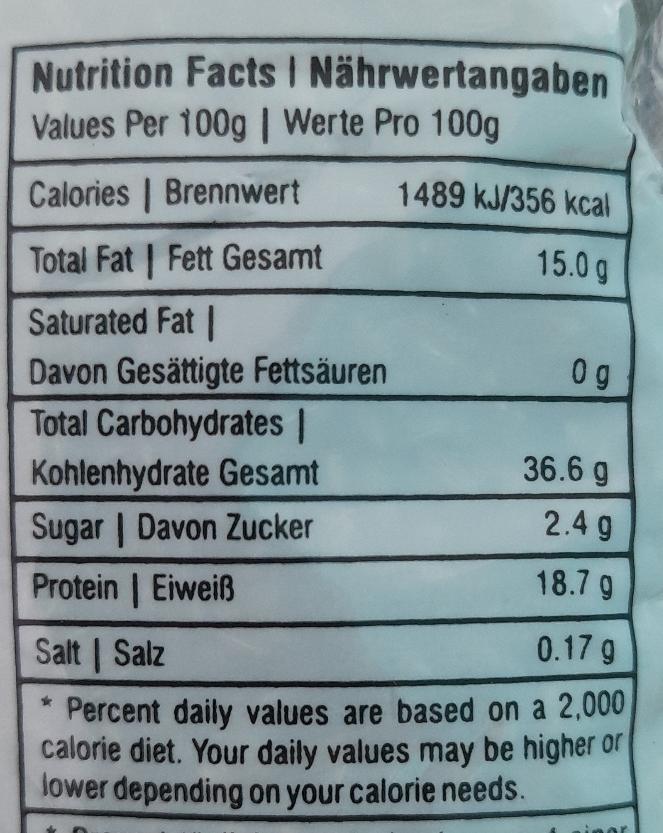 Nutrition Facts | Nährwertangaben
Values Per 100g | Werte Pro 100g
Calories | Brennwert 1489 kJ/356 kcal
Total Fat | Fett Gesamt 15.0 g
Saturated Fat |
Davon Gesättigte Fettsäuren 0 g
Total Carbohydrates |
Kohlenhydrate Gesamt 36.6 g
Sugar | Davon Zucker 2.4 g
Protein | Eiweiß 18.7 g
Salt | Salz 0.17 g
* Percent daily values are based on a 2,000
calorie diet. Your daily values may be higher or
lower depending on your calorie needs.